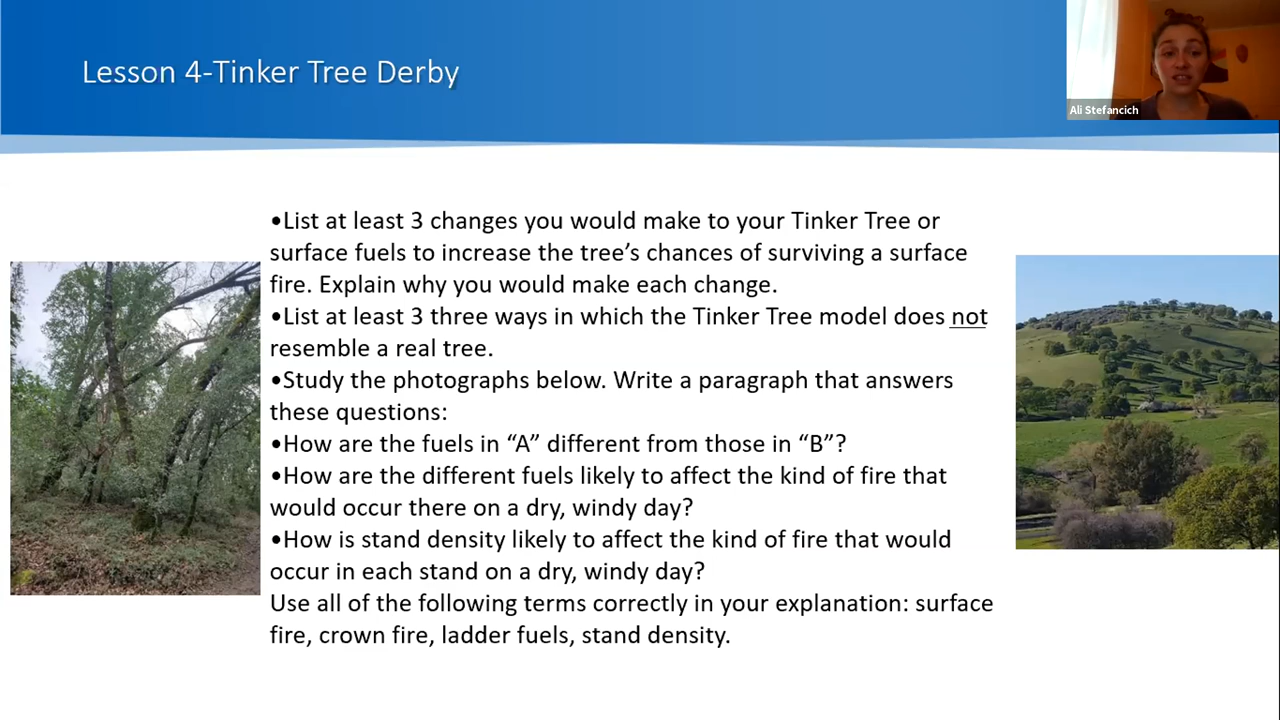 Lesson 4-Tinker Tree Derby
Ali Stefancich
•List at least 3 changes you would make to your Tinker Tree or
surface fuels to increase the tree’s chances of surviving a surface
fire. Explain why you would make each change.
•List at least 3 three ways in which the Tinker Tree model does not
resemble a real tree.
•Study the photographs below. Write a paragraph that answers
these questions:
•How are the fuels in “A” different from those in “B”?
•How are the different fuels likely to affect the kind of fire that
would occur there on a dry, windy day?
•How is stand density likely to affect the kind of fire that would
occur in each stand on a dry, windy day?
Use all of the following terms correctly in your explanation: surface
fire, crown fire, ladder fuels, stand density.